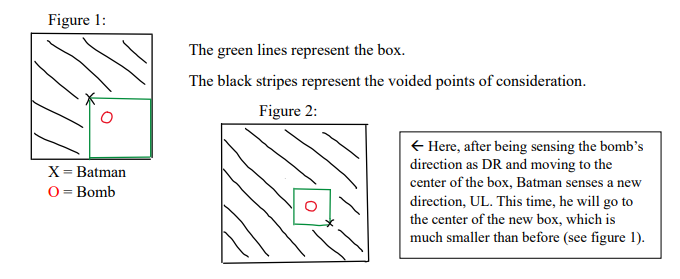 Figure 1:
The green lines represent the box.
The black stripes represent the voided points of consideration.
X
O
X = Batman
O = Bomb
Figure 2:
O
X
← Here, after being sensing the bomb’s
direction as DR and moving to the
center of the box, Batman senses a new
direction, UL. This time, he will go to
the center of the new box, which is
much smaller than before (see figure 1).